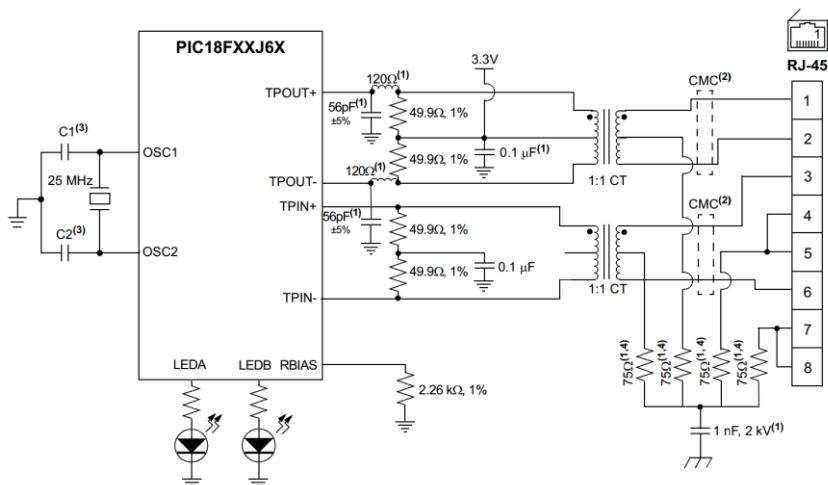 PIC18FXXJ6X
TPOUT+
120Ω(1)
3.3V
CMC(2)
1
RJ-45
56pF(1)
±5%
49.9Ω, 1%
1
C1(3)
OSC1
49.9Ω, 1%
0.1 µF(1)
2
25 MHz
TPOUT-
120Ω(1)
1:1 CT
3
TPIN+
CMC(2)
56pF(1)
±5%
49.9Ω, 1%
4
C2(3)
OSC2
5
49.9Ω, 1%
0.1 µF
TPIN-
1:1 CT
6
7
LEDA
LEDB
RBIAS
75Ω(1,4)
75Ω(1,4)
75Ω(1,4)
75Ω(1,4)
8
2.26 kΩ, 1%
1 nF, 2 kV(1)